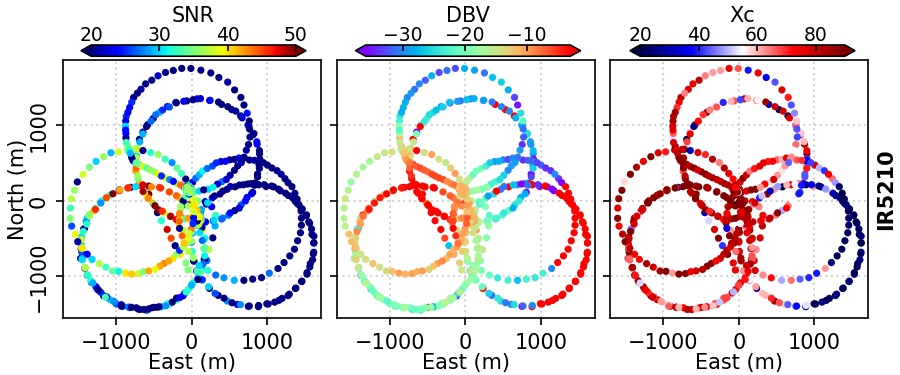 SNR DBV Xc
20 30 40 50 −30 −20 −10 20 40 60 80
1000
0
−1000
North (m)
−1000 0 1000 −1000 0 1000 −1000 0 1000
East (m) East (m) East (m)
IR5210